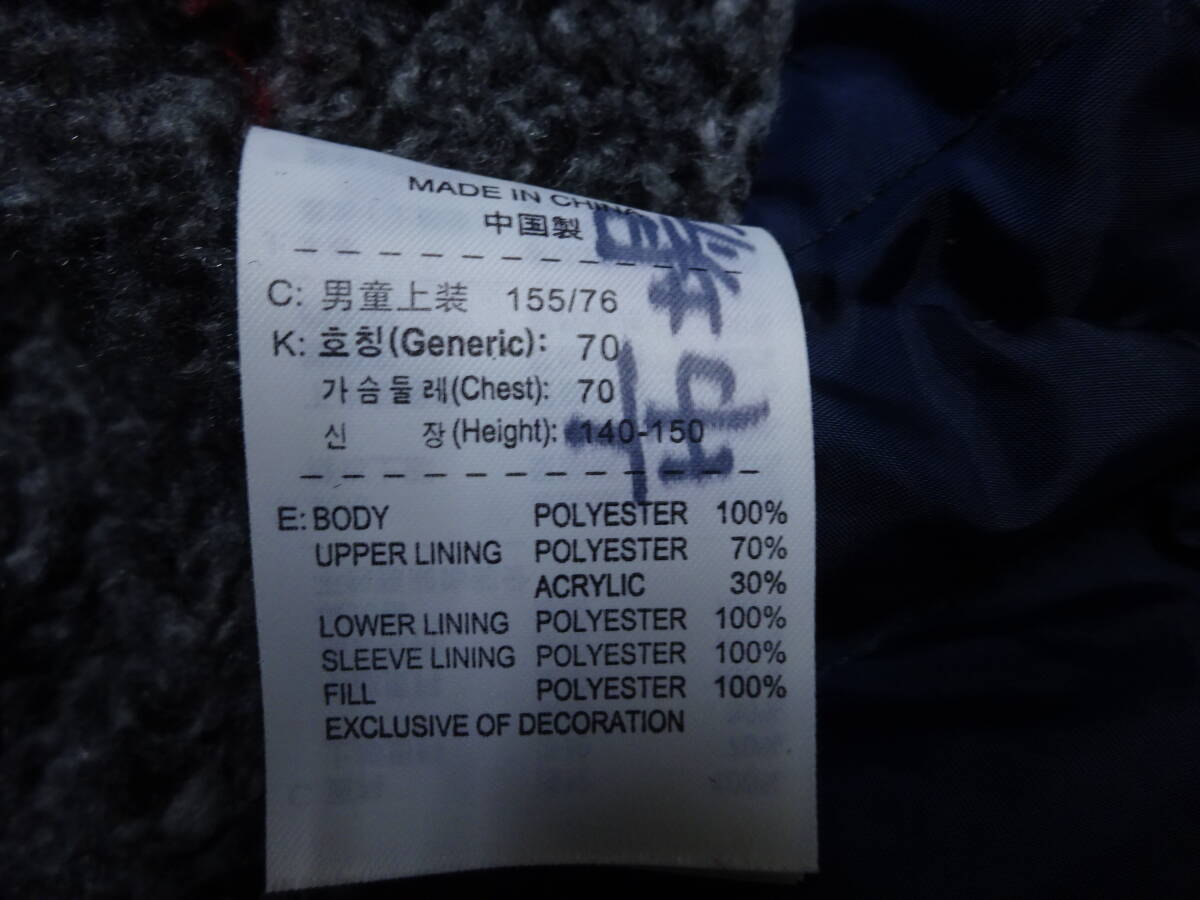 MADE IN CHINA
中国製
C: 男童上装 155/76
K: 호칭(Generic): 70
가슴둘레(Chest): 70
신 장(Height): 140-150
E: BODY POLYESTER 100%
UPPER LINING POLYESTER 70%
ACRYLIC 30%
LOWER LINING POLYESTER 100%
SLEEVE LINING POLYESTER 100%
FILL POLYESTER 100%
EXCLUSIVE OF DECORATION